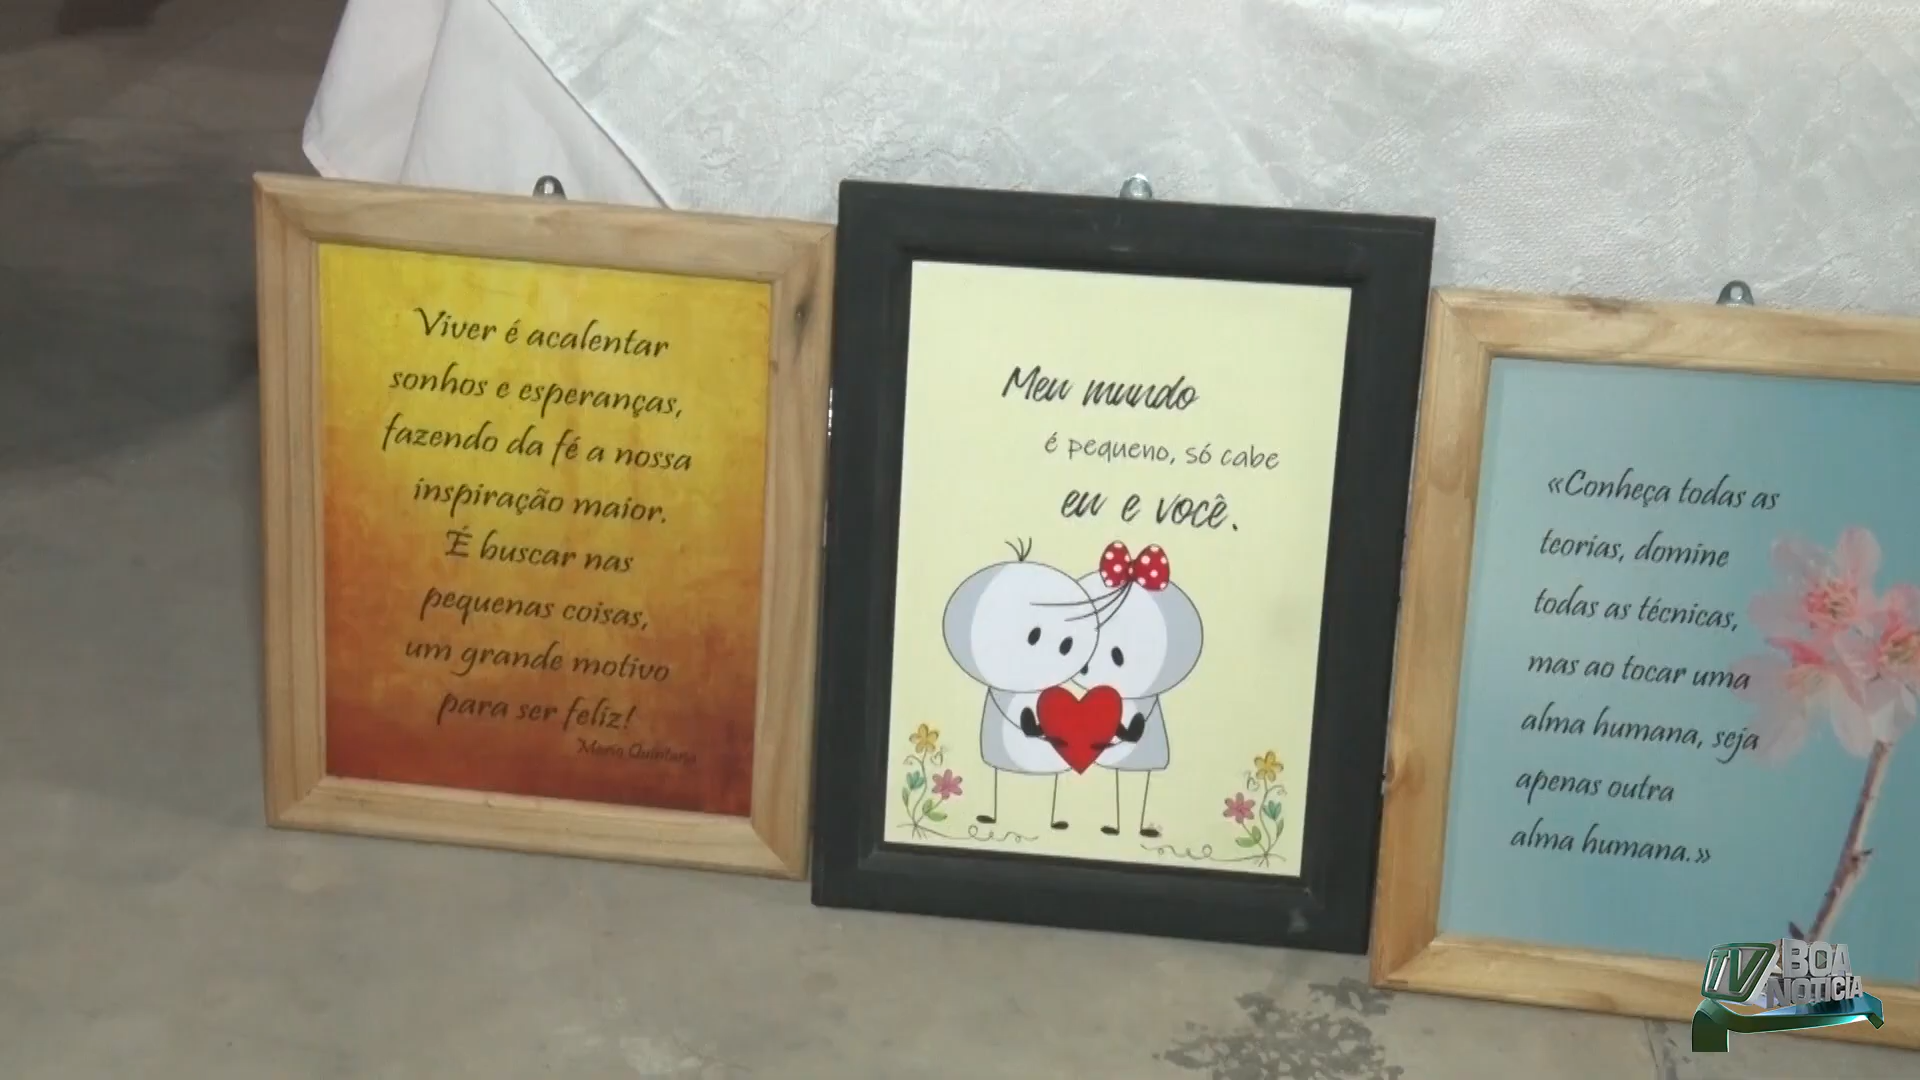 Viver é acalentar
sonhos e esperanças,
fazendo da fé a nossa
inspiração maior.
É buscar nas
pequenas coisas,
um grande motivo
para ser feliz!
Mario Quintana
Meu mundo
é pequeno, só cabe
eu e você.
«Conheça todas as
teorias, domine
todas as técnicas,
mas ao tocar uma
alma humana, seja
apenas outra
alma humana.»
TV BOA
NOTÍCIA